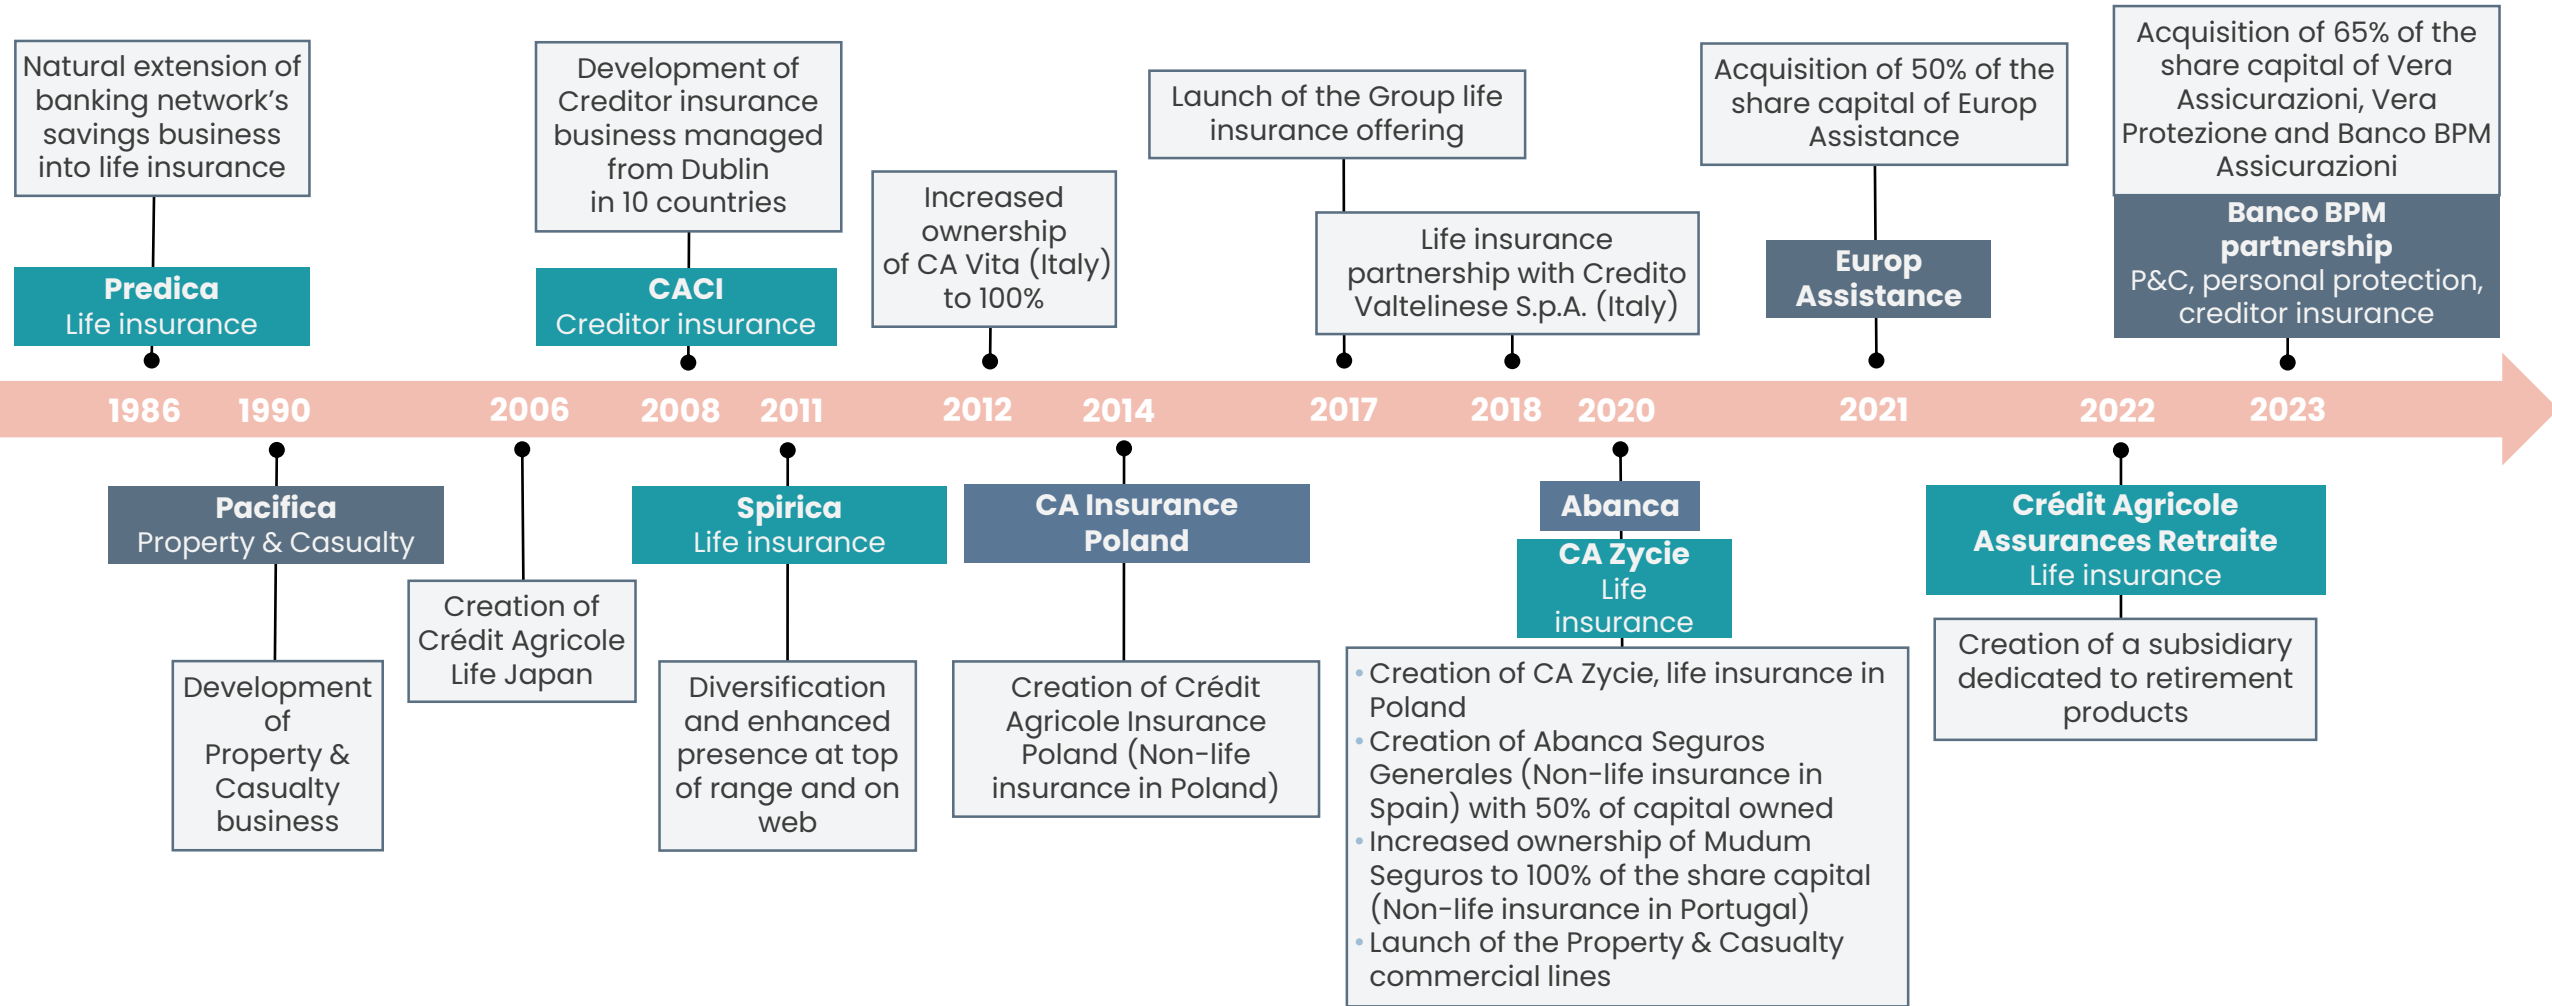 Natural extension of
banking network’s
savings business
into life insurance
Predica
Life insurance
Development of
Creditor insurance
business managed
from Dublin
in 10 countries
CACI
Creditor insurance
Increased
ownership
of CA Vita (Italy)
to 100%
Launch of the Group life
insurance offering
Life insurance
partnership with Credito
Valtelinese S.p.A. (Italy)
Acquisition of 50% of the
share capital of Europ
Assistance
Europ
Assistance
Acquisition of 65% of the
share capital of Vera
Assicurazioni, Vera
Protezione and Banco BPM
Assicurazioni
Banco BPM
partnership
P&C, personal protection,
creditor insurance
1986 1990 2006 2008 2011 2012 2014 2017 2018 2020 2021 2022 2023
Pacifica
Property & Casualty
Development
of
Property &
Casualty
business
Creation of
Crédit Agricole
Life Japan
Spirica
Life insurance
Diversification
and enhanced
presence at top
of range and on
web
CA Insurance
Poland
Creation of Crédit
Agricole Insurance
Poland (Non-life
insurance in Poland)
Abanca
CA Zycie
Life
insurance
• Creation of CA Zycie, life insurance in
Poland
• Creation of Abanca Seguros
Generales (Non-life insurance in
Spain) with 50% of capital owned
• Increased ownership of Mudum
Seguros to 100% of the share capital
(Non-life insurance in Portugal)
• Launch of the Property & Casualty
commercial lines
Crédit Agricole
Assurances Retraite
Life insurance
Creation of a subsidiary
dedicated to retirement
products